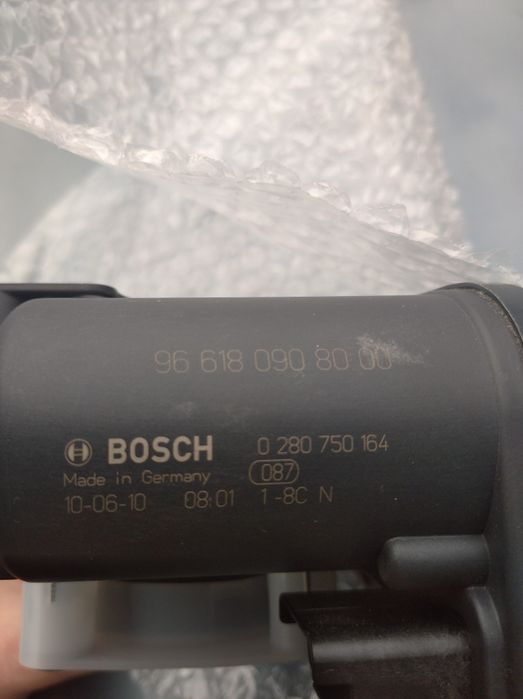 96 618 090 80 00
BOSCH 0 280 750 164
Made in Germany 087
10-06-10 08:01 1-8C N